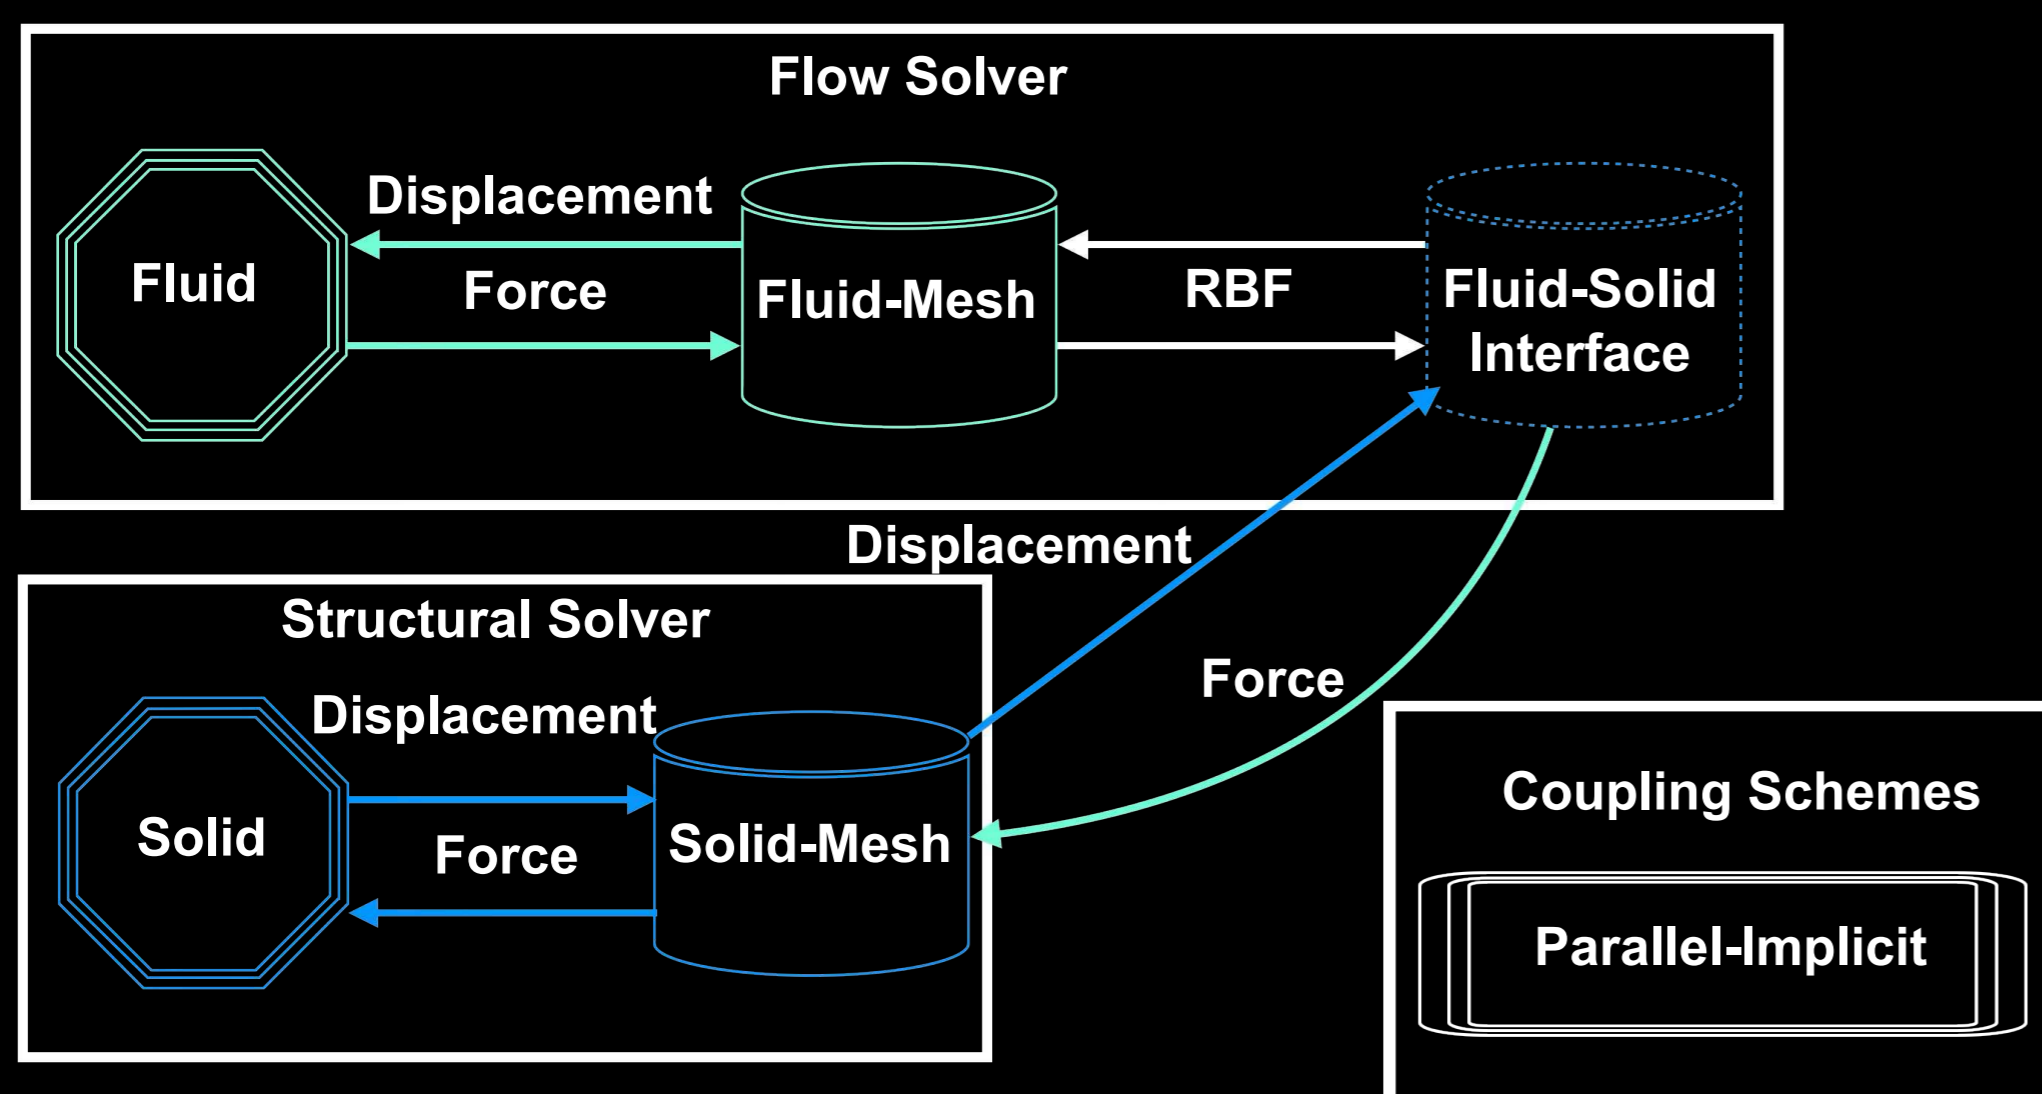 Flow Solver
Displacement
Fluid
Force
Fluid-Mesh
RBF
Fluid-Solid
Interface
Displacement
Structural Solver
Force
Displacement
Solid
Force
Solid-Mesh
Coupling Schemes
Parallel-Implicit